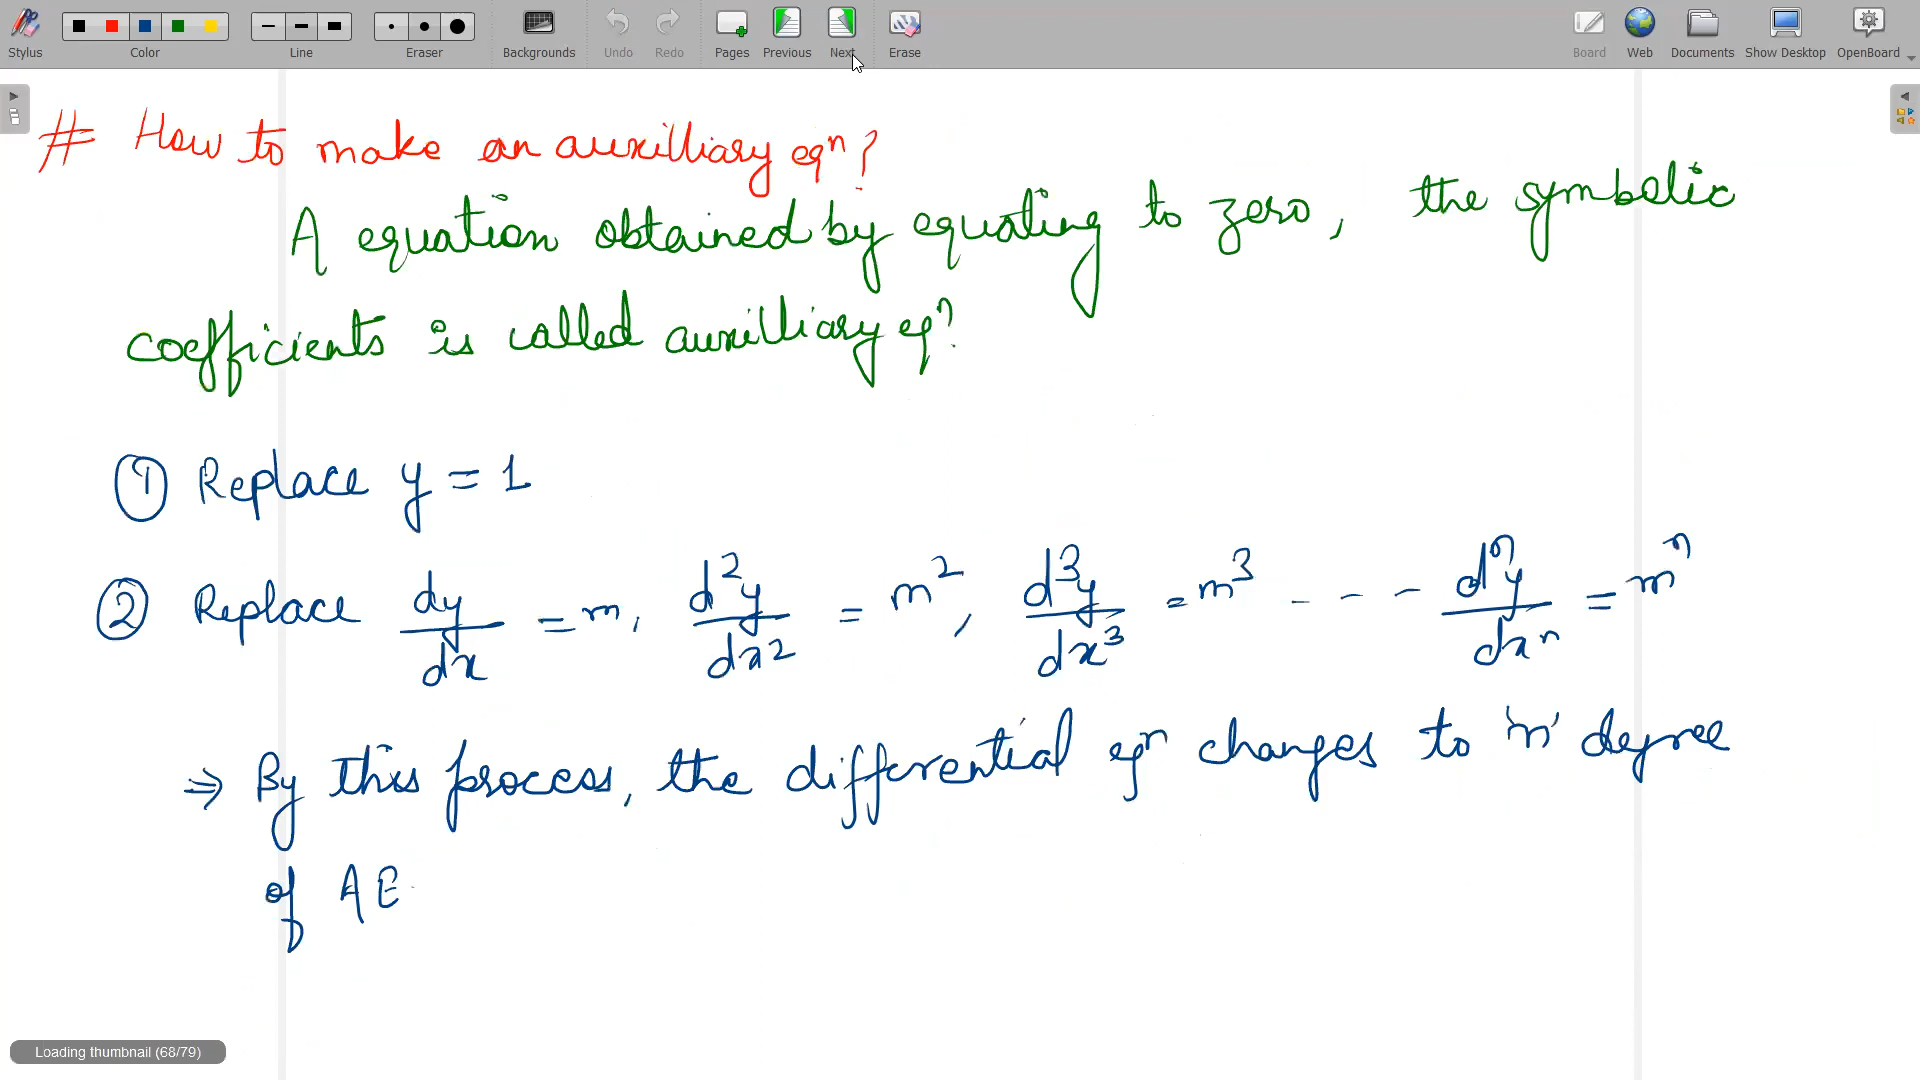 Stylus Color Line Eraser Backgrounds Undo Redo Pages Previous Next Erase Board Web Documents Show Desktop OpenBoard
# How to make an auxilliary eqⁿ?
A equation obtained by equating to zero, the symbolic
coefficients is called auxilliary eqⁿ.
① Replace y = 1
② Replace dy/dx = m, d²y/dx² = m², d³y/dx³ = m³ - - - dⁿy/dxⁿ = mⁿ
⇒ By this process, the differential eqⁿ changes to 'n' degree
of AE
Loading thumbnail (68/79)